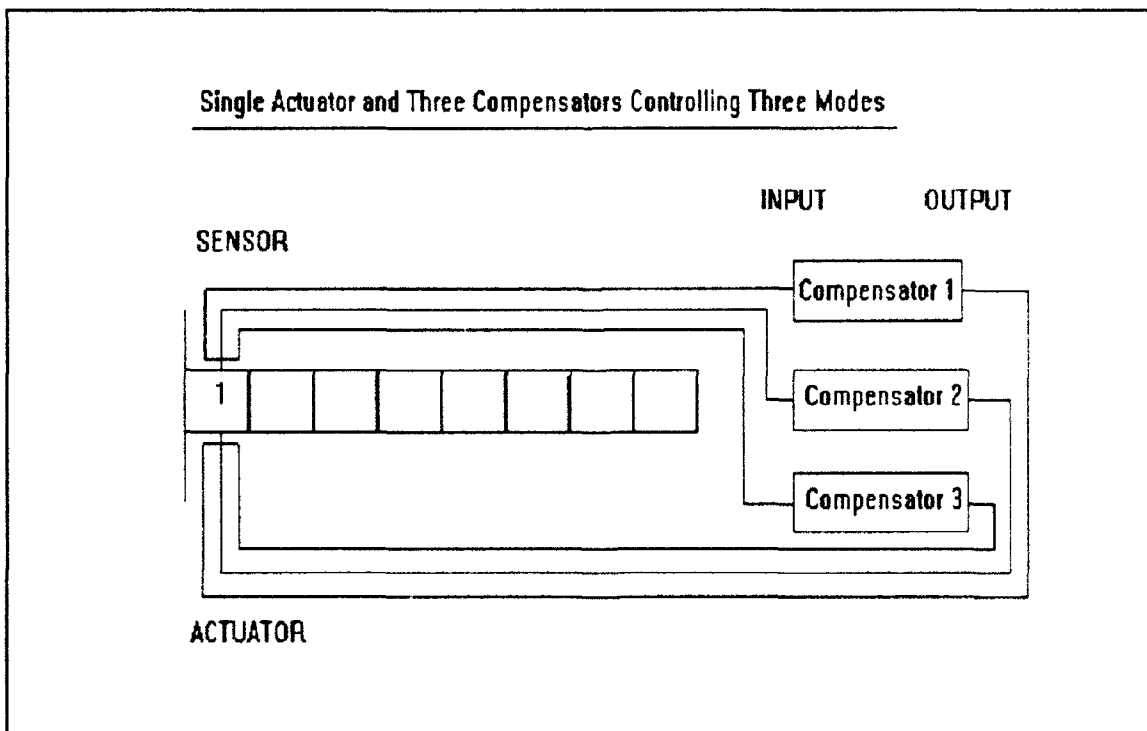 Single Actuator and Three Compensators Controlling Three Modes
INPUT OUTPUT
SENSOR
Compensator 1
1
Compensator 2
Compensator 3
ACTUATOR